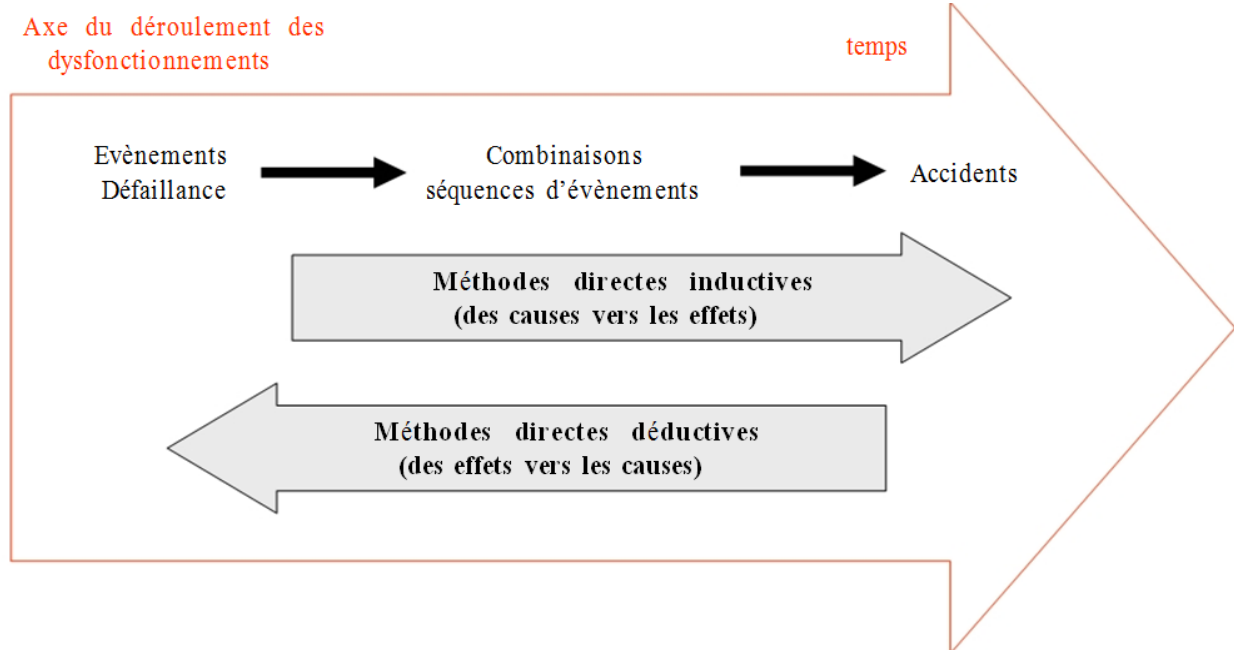 Axe du déroulement des
dysfonctionnements
temps
Evènements
Défaillance
Combinaisons
séquences d'évènements
Accidents
Méthodes directes inductives
(des causes vers les effets)
Méthodes directes déductives
(des effets vers les causes)